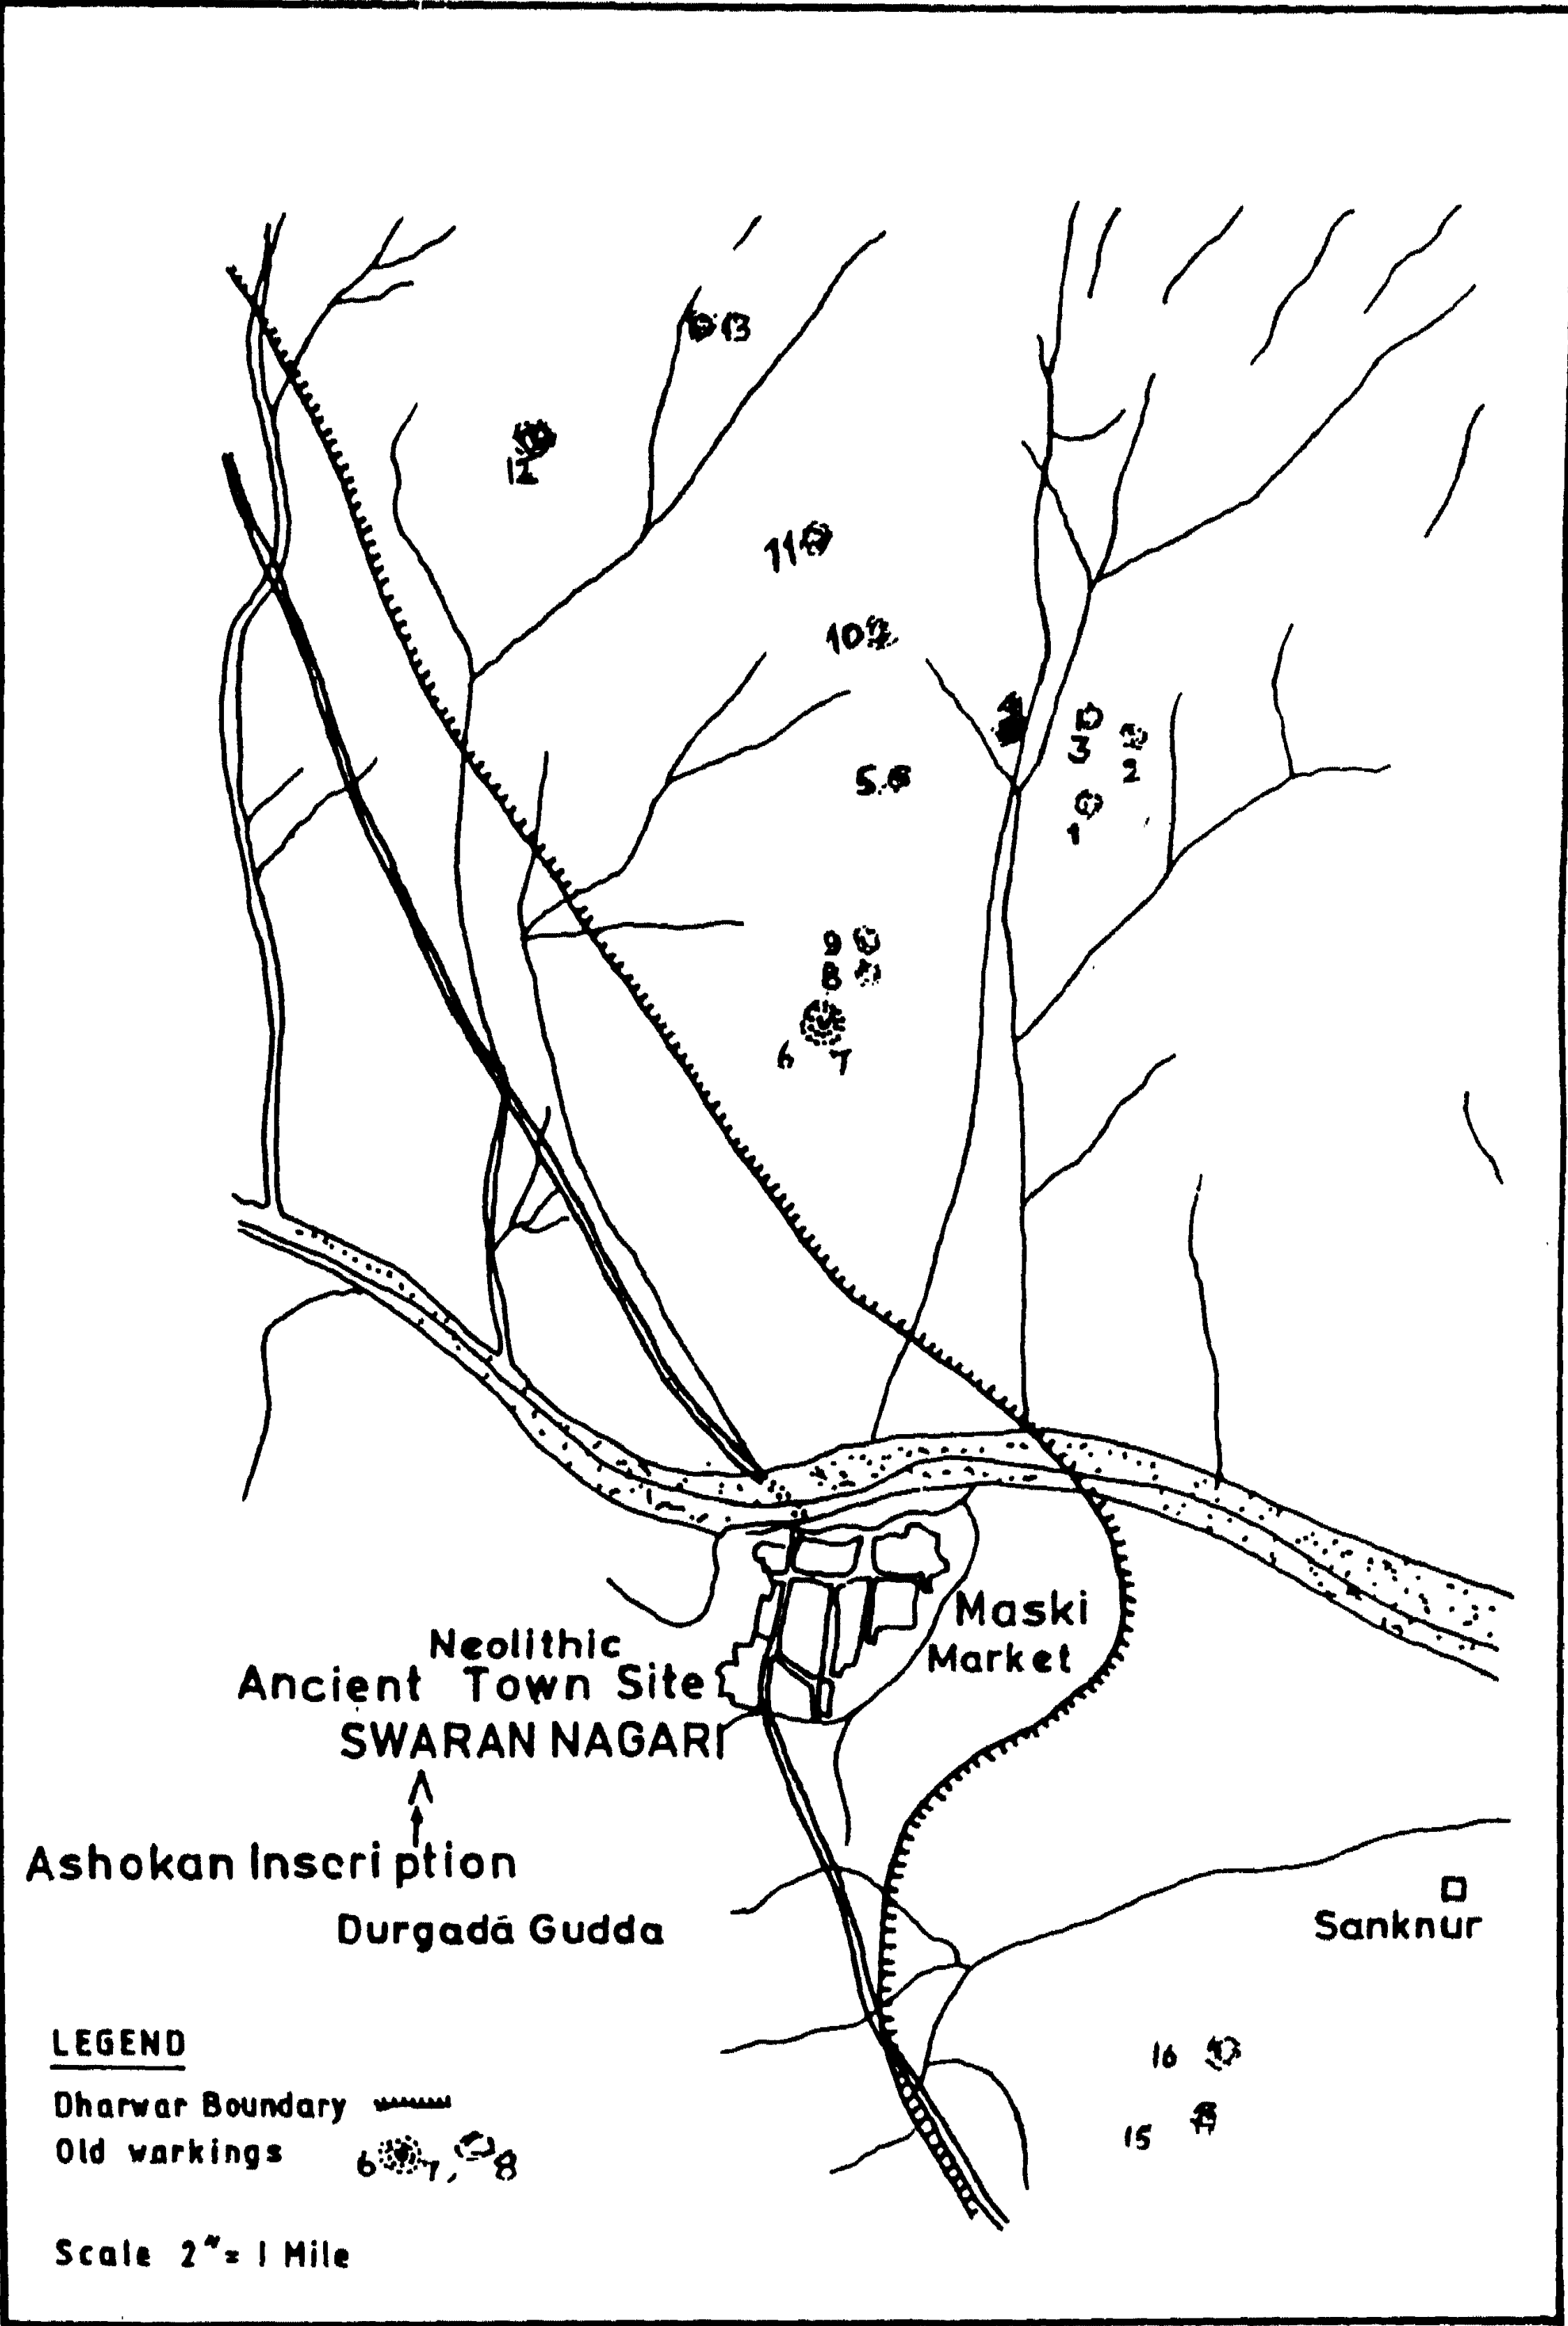 13
12
11
10
4
3
2
5
1
9
8
6 7
Maski
Market
Neolithic
Ancient Town Site
SWARAN NAGARI
Ashokan Inscription
Durgadā Gudda
Sanknur
LEGEND
Dharwar Boundary
Old workings 6 7, 8
Scale 2"= 1 Mile
16
15